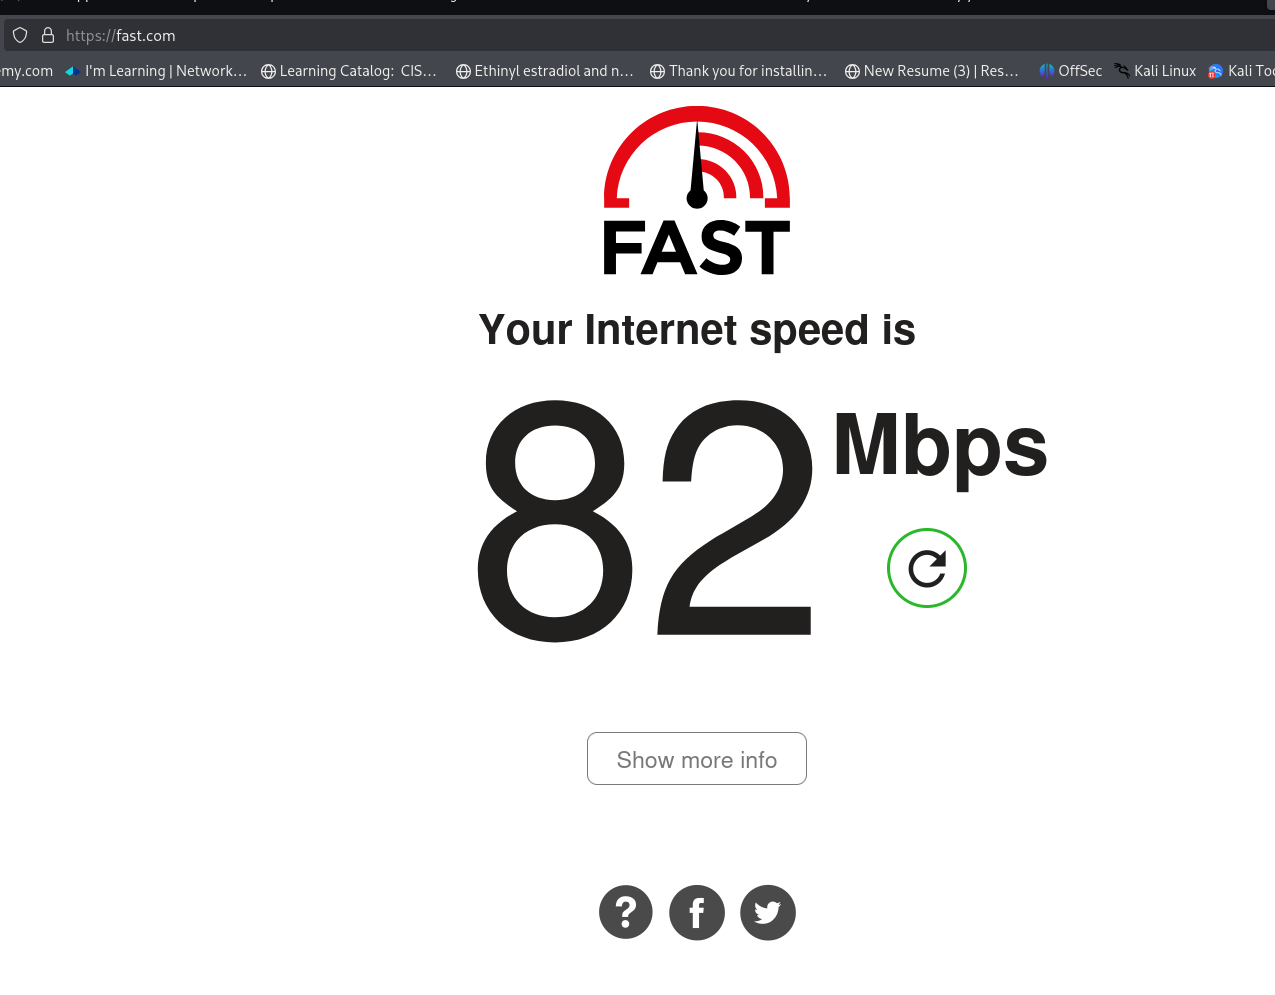 https://fast.com
emy.com I'm Learning | Network… Learning Catalog: CIS… Ethinyl estradiol and n… Thank you for installin… New Resume (3) | Res… OffSec Kali Linux Kali Too
FAST
Your Internet speed is
82 Mbps
Show more info